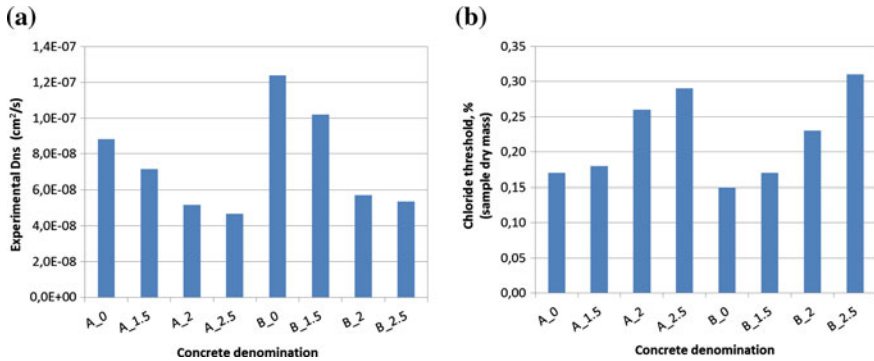 (a)
Experimental Dns (cm²/s)
1,4E-07
1,2E-07
1,0E-07
8,0E-08
6,0E-08
4,0E-08
2,0E-08
0,0E+00
A_0 A_1.5 A_2 A_2.5 B_0 B_1.5 B_2 B_2.5
Concrete denomination
(b)
Chloride threshold, %
(sample dry mass)
0,35
0,30
0,25
0,20
0,15
0,10
0,05
0,00
A_0 A_1.5 A_2 A_2.5 B_0 B_1.5 B_2 B_2.5
Concrete denomination